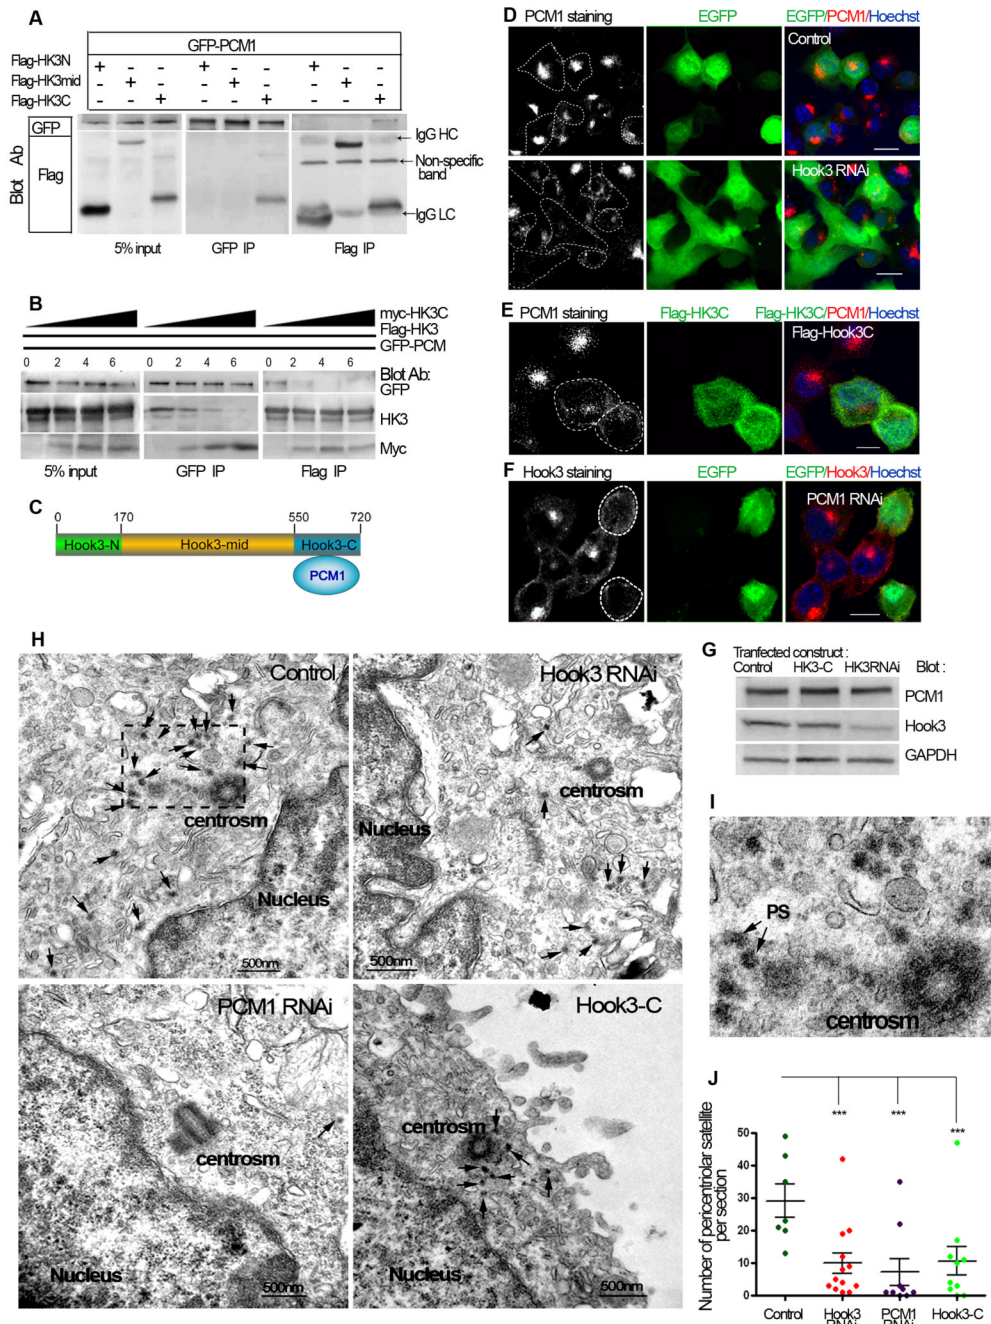 A
GFP-PCM1
Flag-HK3N + − − + − − + − −
Flag-HK3mid − + − − + − − + −
Flag-HK3C − − + − − + − − +
Blot Ab
GFP
Flag
IgG HC
Non-specific
band
IgG LC
5% input GFP IP Flag IP
B
myc-HK3C
Flag-HK3
GFP-PCM
0 2 4 6 0 2 4 6 0 2 4 6
Blot Ab:
GFP
HK3
Myc
5% input GFP IP Flag IP
C
0 170 550 720
Hook3-N Hook3-mid Hook3-C
PCM1
D
PCM1 staining EGFP EGFP/PCM1/Hoechst
Control
Hook3 RNAi
E
PCM1 staining Flag-HK3C Flag-HK3C/PCM1/Hoechst
Flag-Hook3C
F
Hook3 staining EGFP EGFP/Hook3/Hoechst
PCM1 RNAi
G
Tranfected construct :
Control HK3-C HK3RNAi Blot :
PCM1
Hook3
GAPDH
H
Control
centrosm
Nucleus
500nm
Hook3 RNAi
centrosm
Nucleus
500nm
PCM1 RNAi
centrosm
Nucleus
500nm
Hook3-C
centrosm
Nucleus
500nm
I
PS
centrosm
J
*** *** ***
Number of pericentriolar satellite
per section
50
40
30
20
10
0
Control Hook3 PCM1 Hook3-C
RNAi RNAi